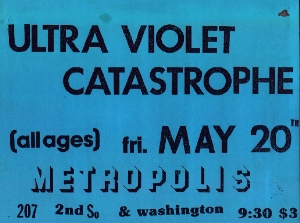 ULTRA VIOLET
CATASTROPHE
(all ages) fri. MAY 20TH
METROPOLIS
207 2nd So & washington 9:30 $3